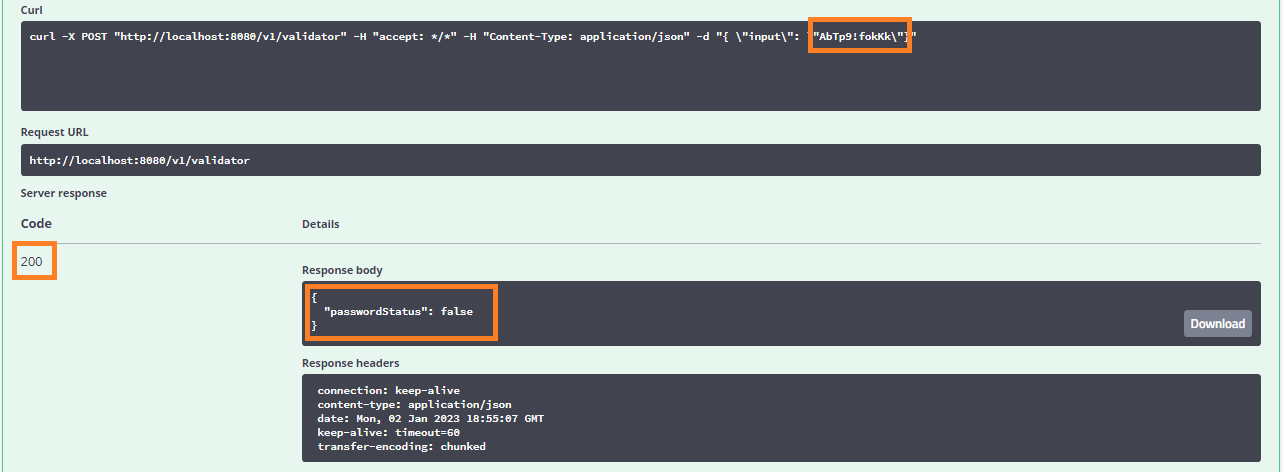 Curl
curl -X POST "http://localhost:8080/v1/validator" -H "accept: */*" -H "Content-Type: application/json" -d "{ \"input\": \"AbTp9!fokKk\"}"
Request URL
http://localhost:8080/v1/validator
Server response
Code Details
200
Response body
{
"passwordStatus": false
}
Download
Response headers
connection: keep-alive
content-type: application/json
date: Mon, 02 Jan 2023 18:55:07 GMT
keep-alive: timeout=60
transfer-encoding: chunked